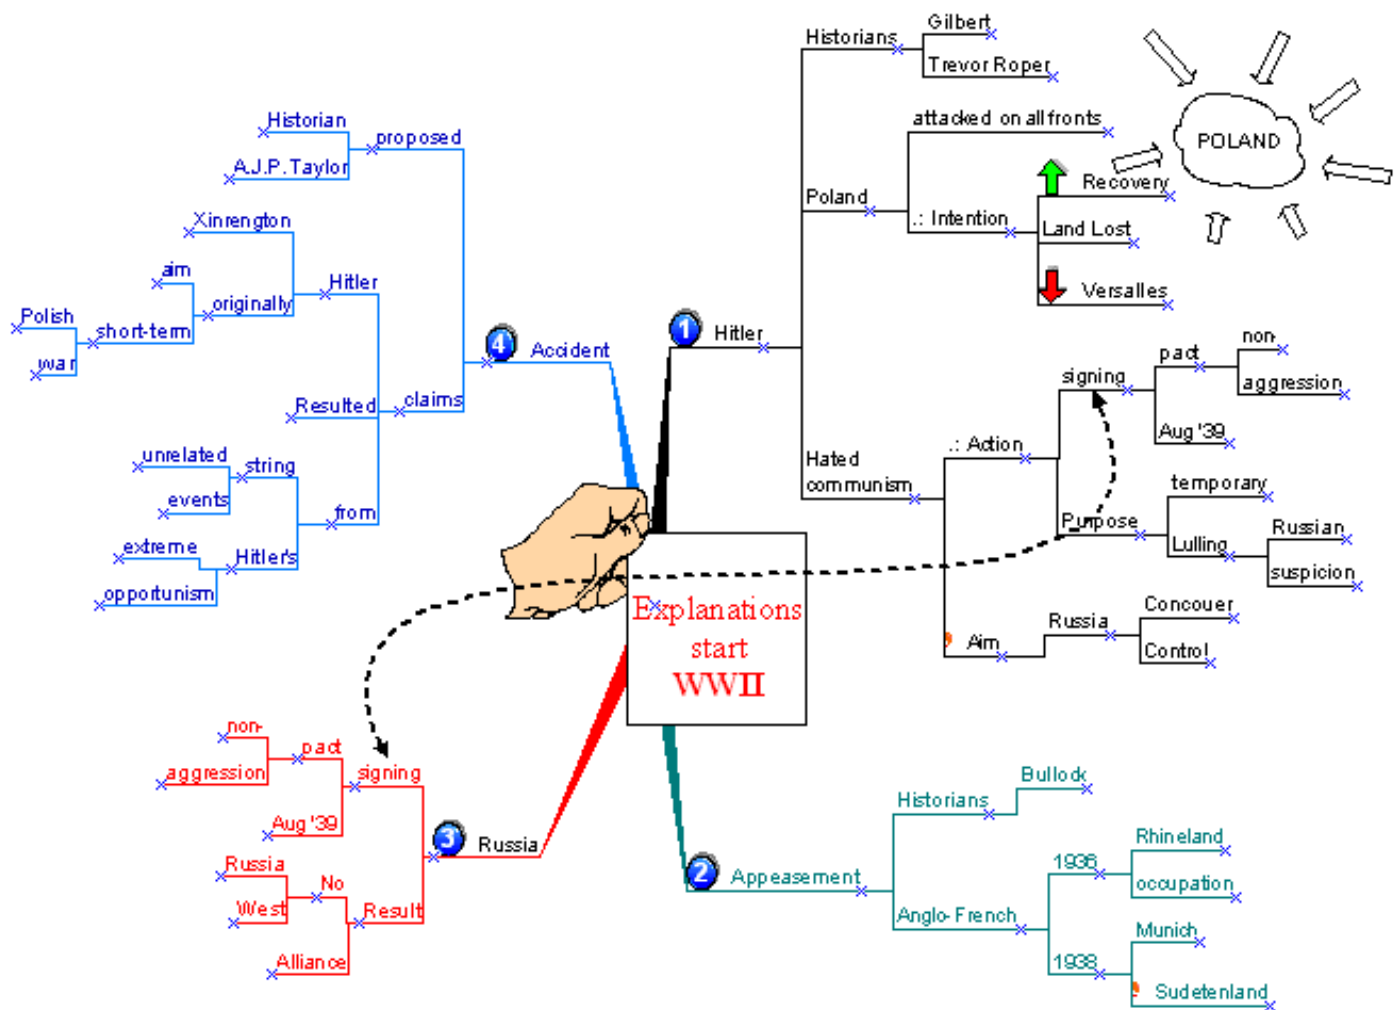 Explanations
start
WWII
1
Hitler
Historians
Gilbert
Trevor Roper
Poland
attacked on all fronts
.: Intention
Recovery
Land Lost
Versalles
POLAND
Hated
communism
.: Action
signing
pact
non-
aggression
Aug '39
Purpose
temporary
Lulling
Russian
suspicion
Aim
Russia
Concouer
Control
2
Appeasement
Historians
Bullock
Anglo-French
1936
Rhineland
occupation
1938
Munich
Sudetenland
3
Russia
signing
pact
non-
aggression
Aug '39
Result
No
Russia
West
Alliance
4
Accident
proposed
Historian
A.J.P. Taylor
claims
Hitler
Xinrengton
originally
aim
short-term
Polish
war
Resulted
from
string
unrelated
events
Hitler's
extreme
opportunism